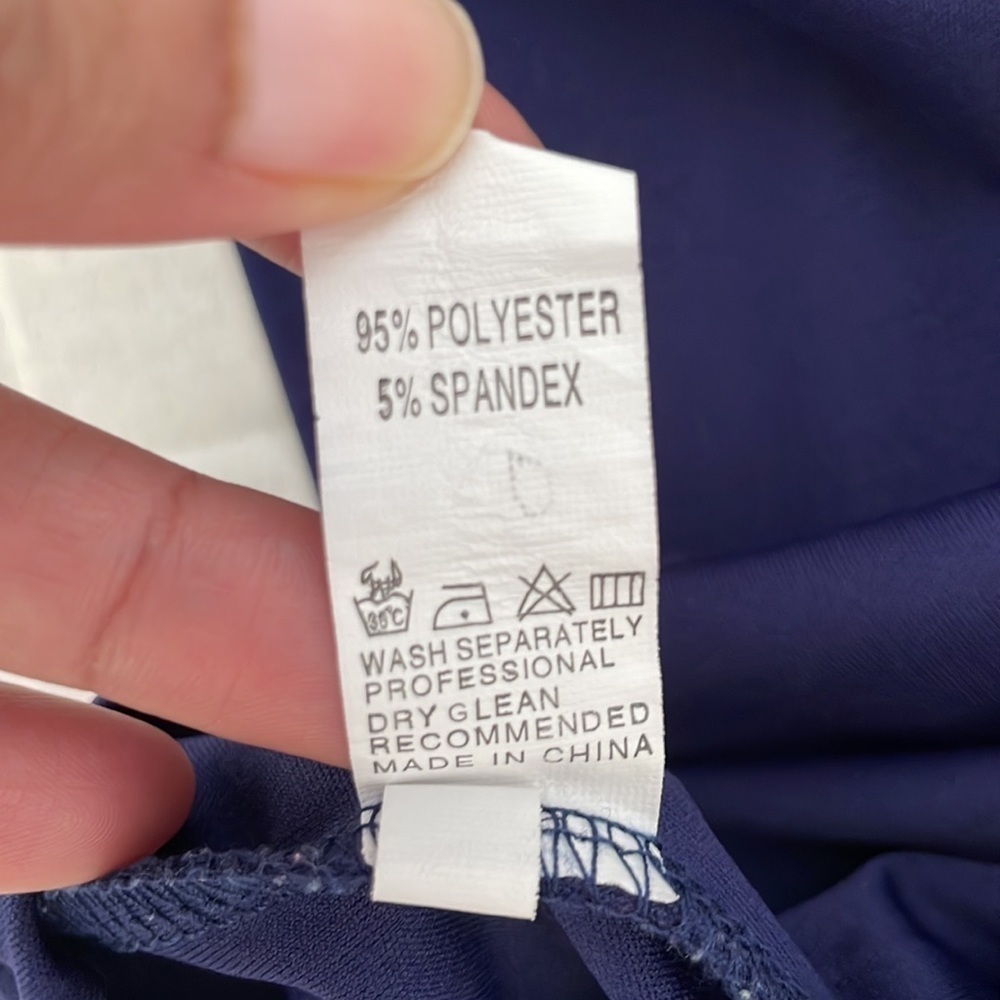 95% POLYESTER
5% SPANDEX
30°C
WASH SEPARATELY
PROFESSIONAL
DRY GLEAN
RECOMMENDED
MADE IN CHINA